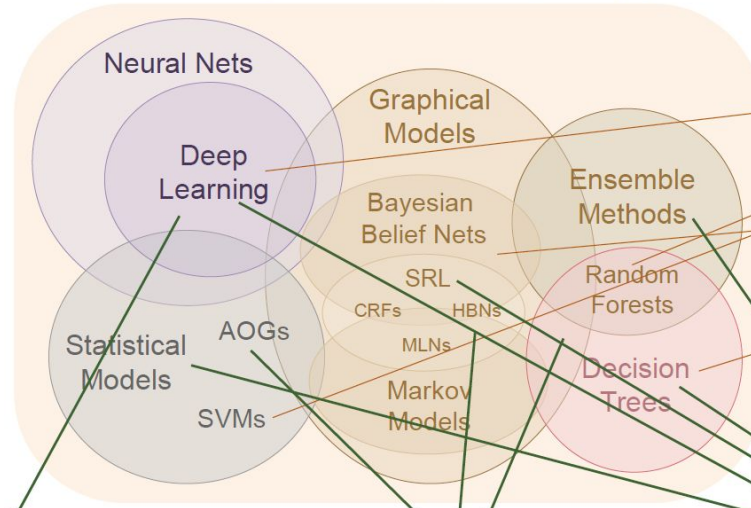 Neural Nets
Graphical
Models
Deep
Learning
Ensemble
Methods
Bayesian
Belief Nets
SRL
Random
Forests
CRFs
HBNs
AOGs
Statistical
Models
MLNs
Decision
Trees
Markov
Models
SVMs